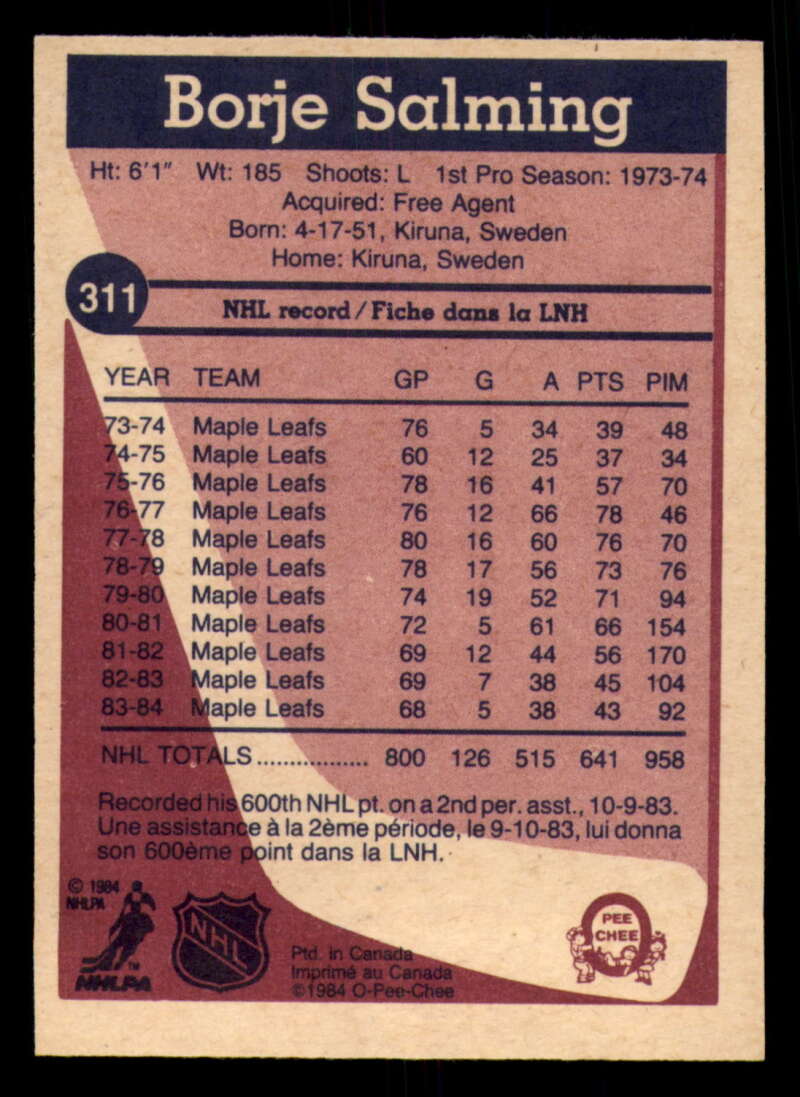 Borje Salming
Ht: 6'1" Wt: 185 Shoots: L 1st Pro Season: 1973-74
Acquired: Free Agent
Born: 4-17-51, Kiruna, Sweden
Home: Kiruna, Sweden
311
NHL record / Fiche dans la LNH
YEAR TEAM GP G A PTS PIM
73-74 Maple Leafs 76 5 34 39 48
74-75 Maple Leafs 60 12 25 37 34
75-76 Maple Leafs 78 16 41 57 70
76-77 Maple Leafs 76 12 66 78 46
77-78 Maple Leafs 80 16 60 76 70
78-79 Maple Leafs 78 17 56 73 76
79-80 Maple Leafs 74 19 52 71 94
80-81 Maple Leafs 72 5 61 66 154
81-82 Maple Leafs 69 12 44 56 170
82-83 Maple Leafs 69 7 38 45 104
83-84 Maple Leafs 68 5 38 43 92
NHL TOTALS................. 800 126 515 641 958
Recorded his 600th NHL pt. on a 2nd per. asst., 10-9-83.
Une assistance à la 2ème période, le 9-10-83, lui donna
son 600ème point dans la LNH.
© 1984
NHLPA
TM
NHLPA
NHL
Ptd. in Canada
Imprimé au Canada
©1984 O-Pee-Chee
O
PEE
CHEE